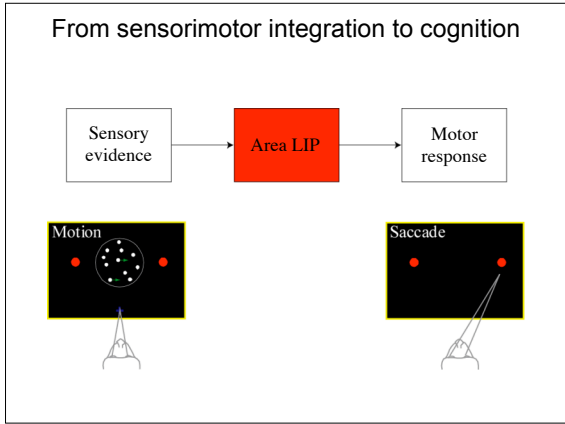 From sensorimotor integration to cognition
Sensory
evidence
Area LIP
Motor
response
Motion
Saccade